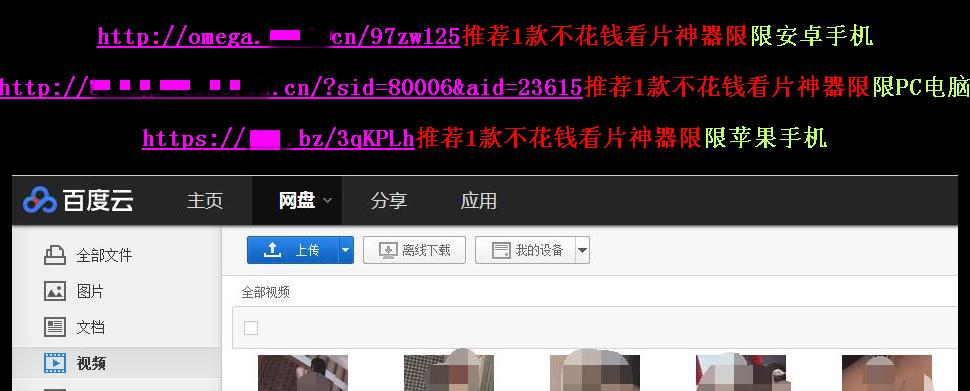 http://omega. cn/97zw125推荐1款不花钱看片神器限限安卓手机
http:// .cn/?sid=80006&aid=23615推荐1款不花钱看片神器限限PC电脑
https:// .bz/3qKPLh推荐1款不花钱看片神器限限苹果手机
百度云 主页 网盘 分享 应用
全部文件 上传 离线下载 我的设备
图片 全部视频
文档
视频